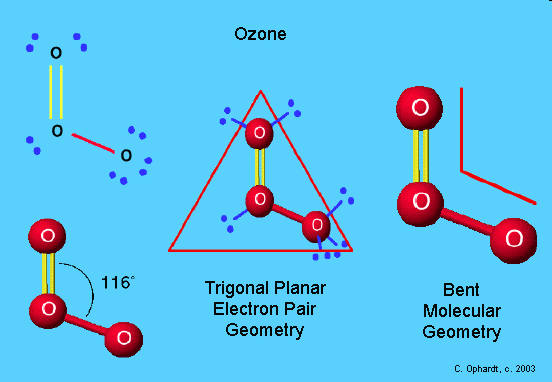 Ozone
O
O
O
O
O
O
O
O
O
O
O
O
116°
Trigonal Planar
Electron Pair
Geometry
Bent
Molecular
Geometry
C. Ophardt, c. 2003